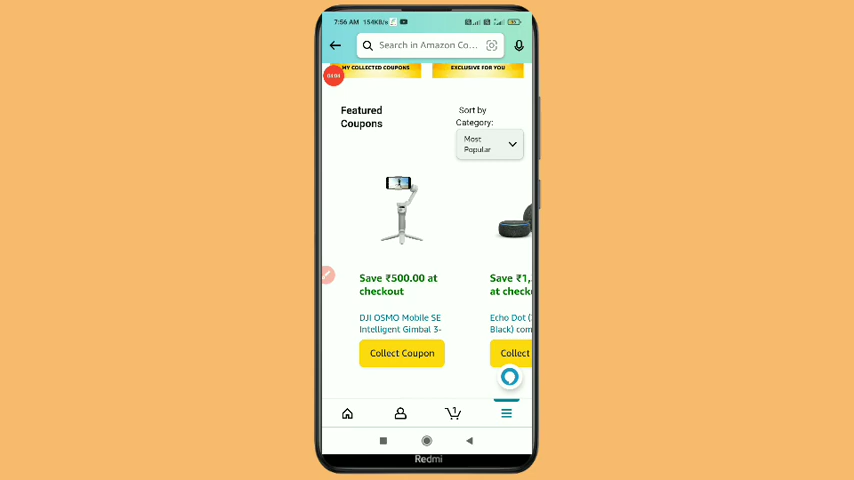 7:56 AM 154KB/s
Search in Amazon Co...
MY COLLECTED COUPONS
EXCLUSIVE FOR YOU
Featured
Coupons
Sort by
Category:
Most
Popular
Save ₹500.00 at
checkout
Save ₹1,
at check
DJI OSMO Mobile SE
Intelligent Gimbal 3-
Echo Dot (
Black) com
Collect Coupon
Collect
1
Redmi